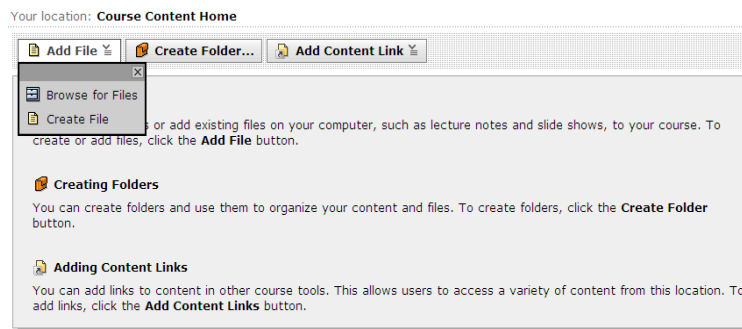 Your location: Course Content Home
Add File Create Folder... Add Content Link
Browse for Files
Create File
or add existing files on your computer, such as lecture notes and slide shows, to your course. To
create or add files, click the Add File button.
Creating Folders
You can create folders and use them to organize your content and files. To create folders, click the Create Folder
button.
Adding Content Links
You can add links to content in other course tools. This allows users to access a variety of content from this location. To
add links, click the Add Content Links button.